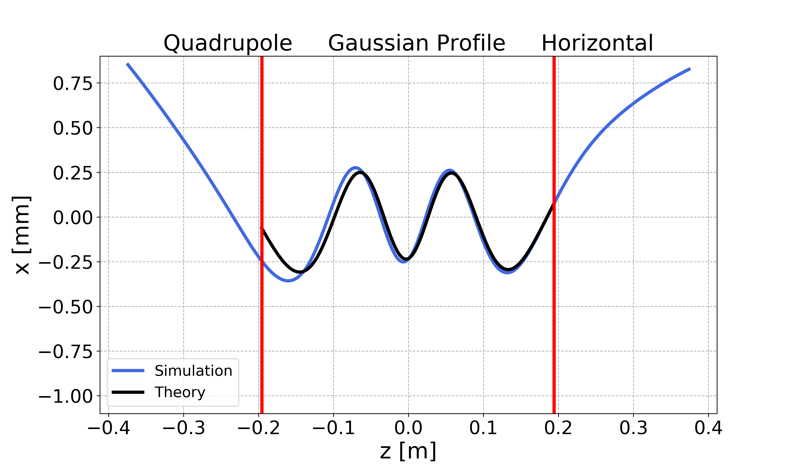 Quadrupole Gaussian Profile Horizontal
0.75
0.50
0.25
0.00
−0.25
−0.50
−0.75
−1.00
x [mm]
Simulation
Theory
−0.4 −0.3 −0.2 −0.1 0.0 0.1 0.2 0.3 0.4
z [m]